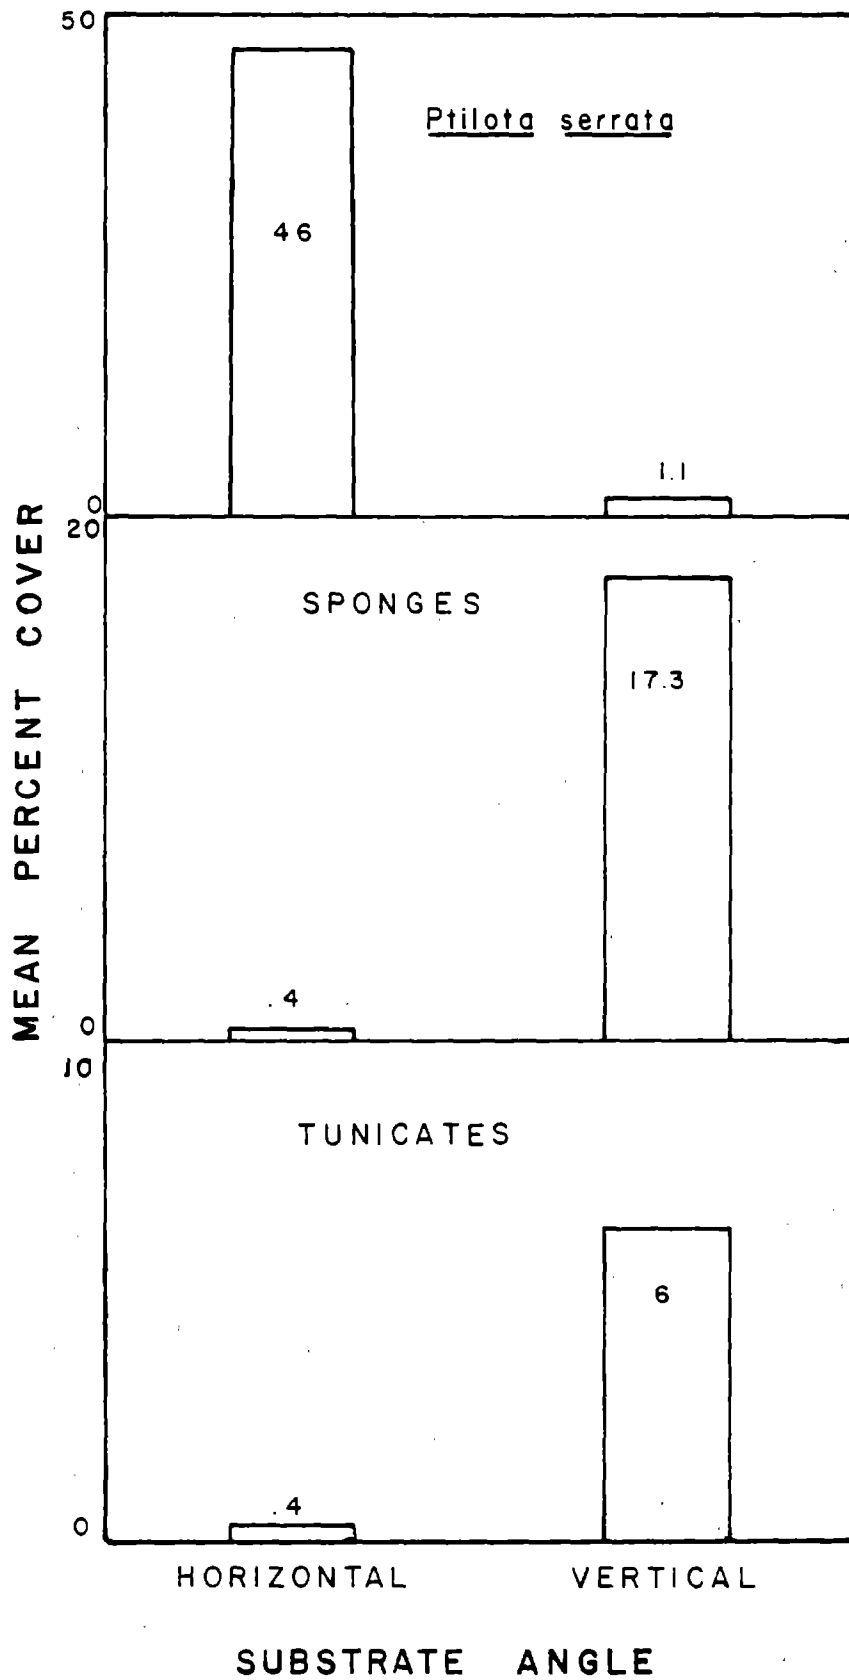 50
Ptilota serrata
46
1.1
0
20
SPONGES
17.3
.4
0
10
TUNICATES
6
.4
0
HORIZONTAL VERTICAL
SUBSTRATE ANGLE
MEAN PERCENT COVER